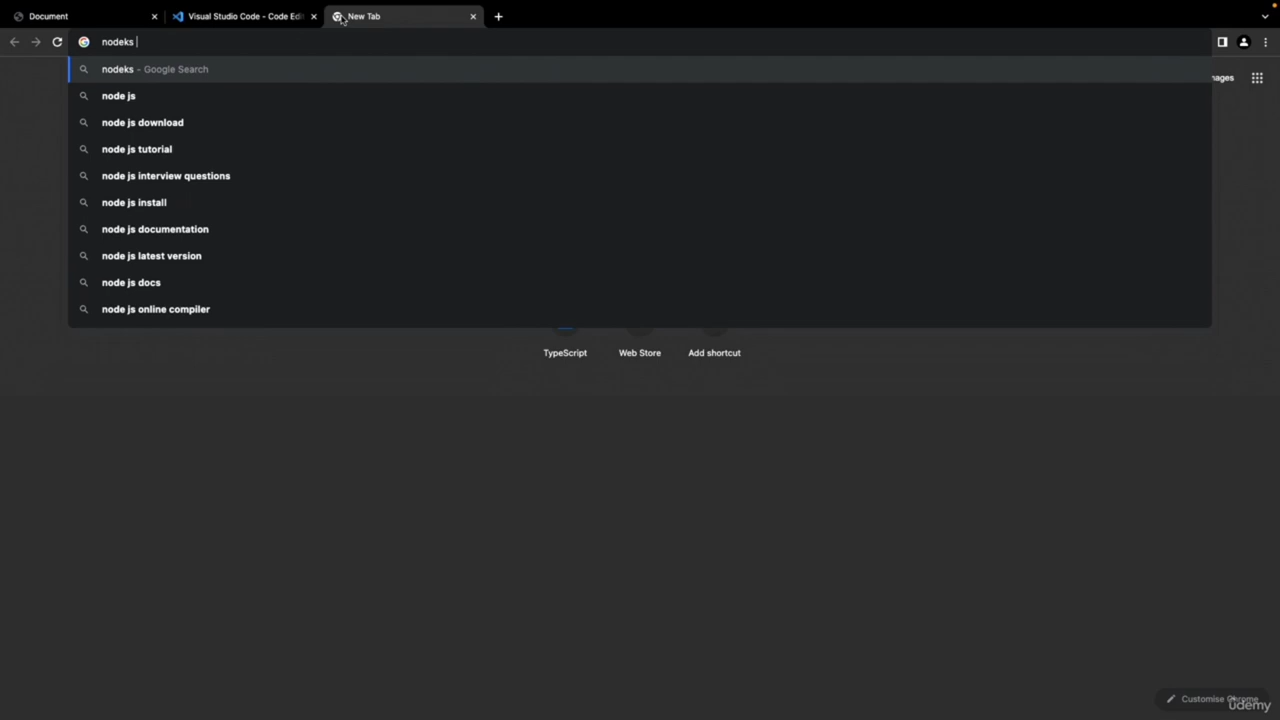 Document
Visual Studio Code - Code Edi
New Tab
nodeks
nodeks - Google Search
node js
ages
node js download
node js tutorial
node js interview questions
node js install
node js documentation
node js latest version
node js docs
node js online compiler
TypeScript
Web Store
Add shortcut
Customise Chrome
udemy